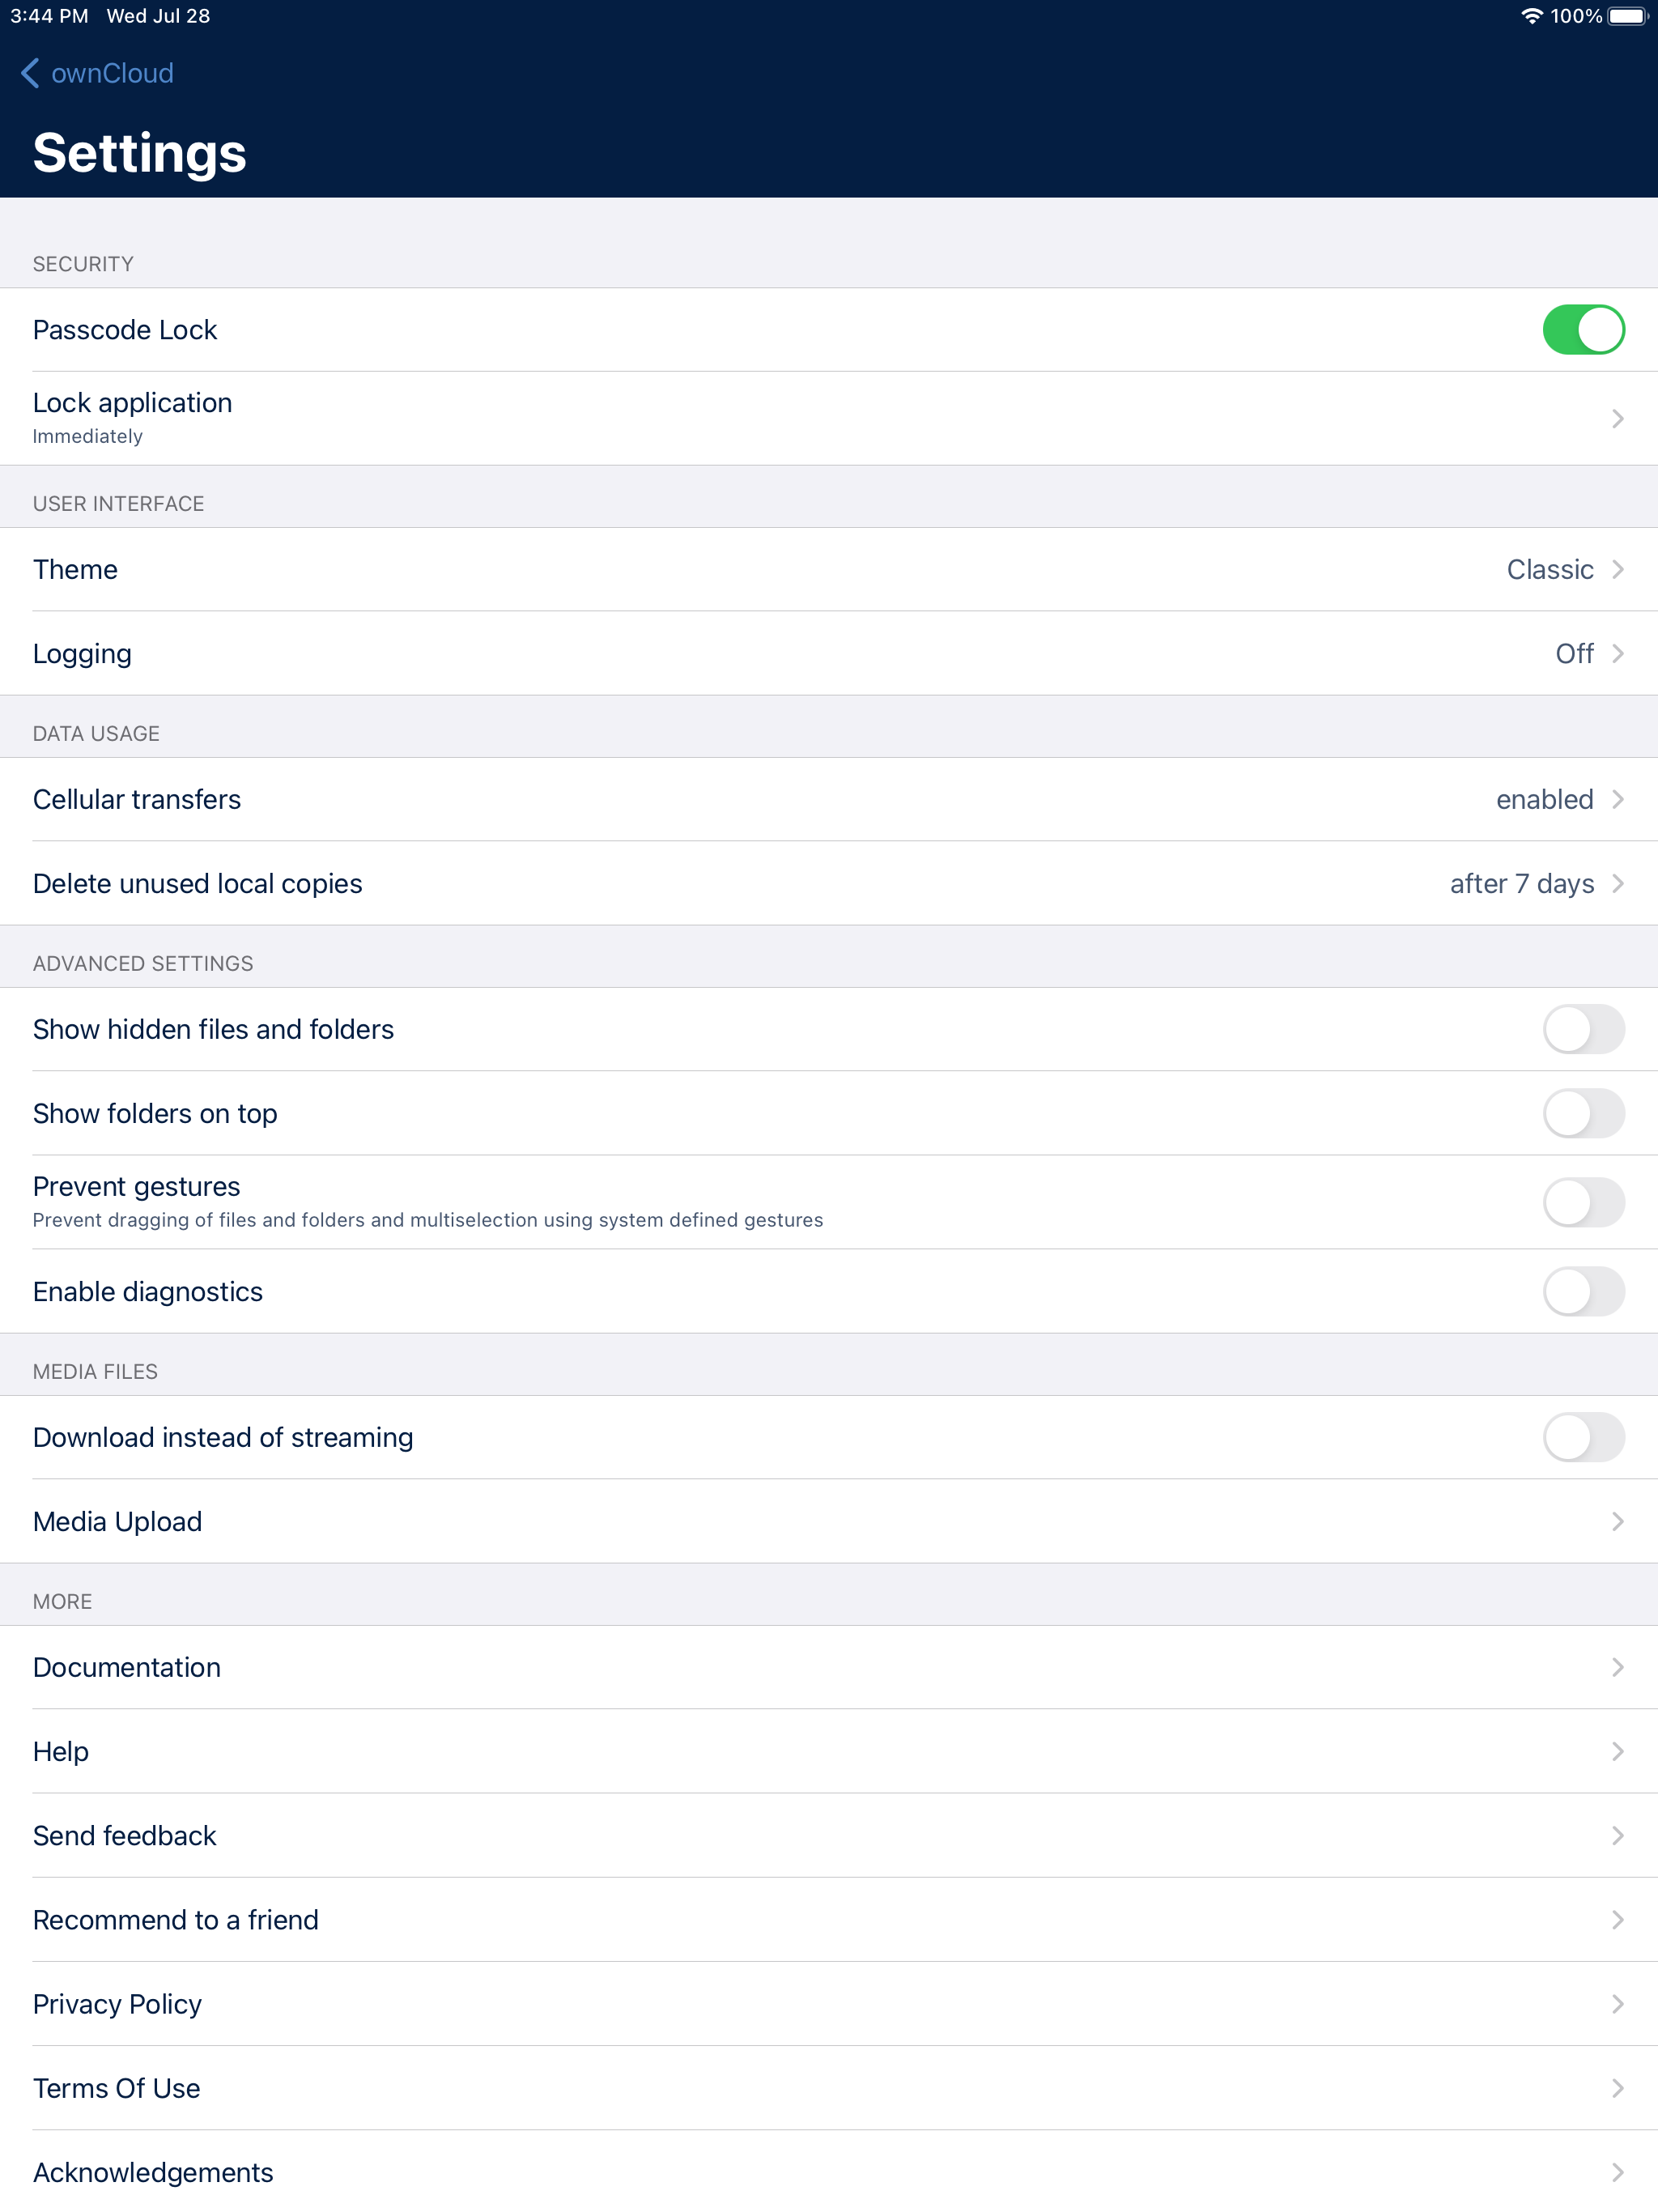 3:44 PM Wed Jul 28 100%
ownCloud
Settings
SECURITY
Passcode Lock
Lock application
Immediately
USER INTERFACE
Theme Classic
Logging Off
DATA USAGE
Cellular transfers enabled
Delete unused local copies after 7 days
ADVANCED SETTINGS
Show hidden files and folders
Show folders on top
Prevent gestures
Prevent dragging of files and folders and multiselection using system defined gestures
Enable diagnostics
MEDIA FILES
Download instead of streaming
Media Upload
MORE
Documentation
Help
Send feedback
Recommend to a friend
Privacy Policy
Terms Of Use
Acknowledgements